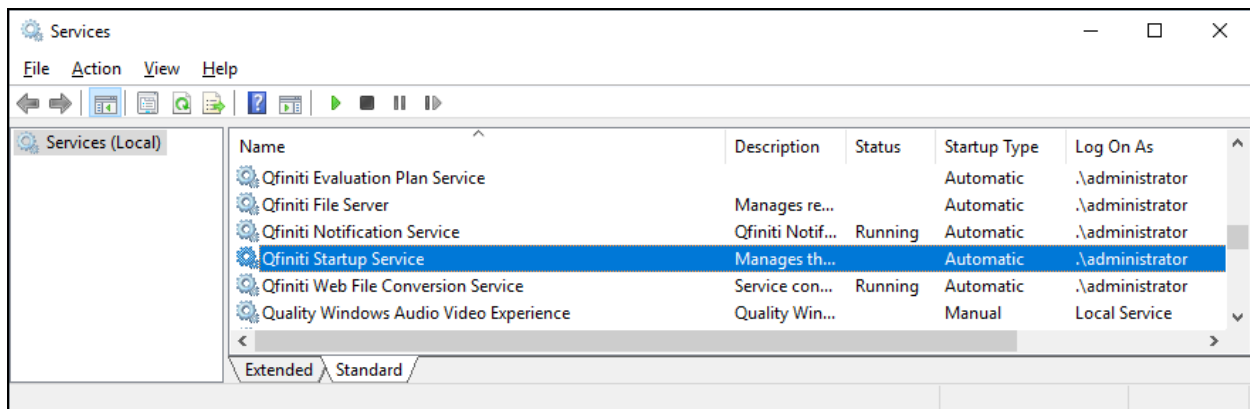 Services
File Action View Help
Services (Local)
Name Description Status Startup Type Log On As
Qfiniti Evaluation Plan Service Automatic .\administrator
Qfiniti File Server Manages re... Automatic .\administrator
Qfiniti Notification Service Qfiniti Notif... Running Automatic .\administrator
Qfiniti Startup Service Manages th... Automatic .\administrator
Qfiniti Web File Conversion Service Service con... Running Automatic .\administrator
Quality Windows Audio Video Experience Quality Win... Manual Local Service
Extended Standard